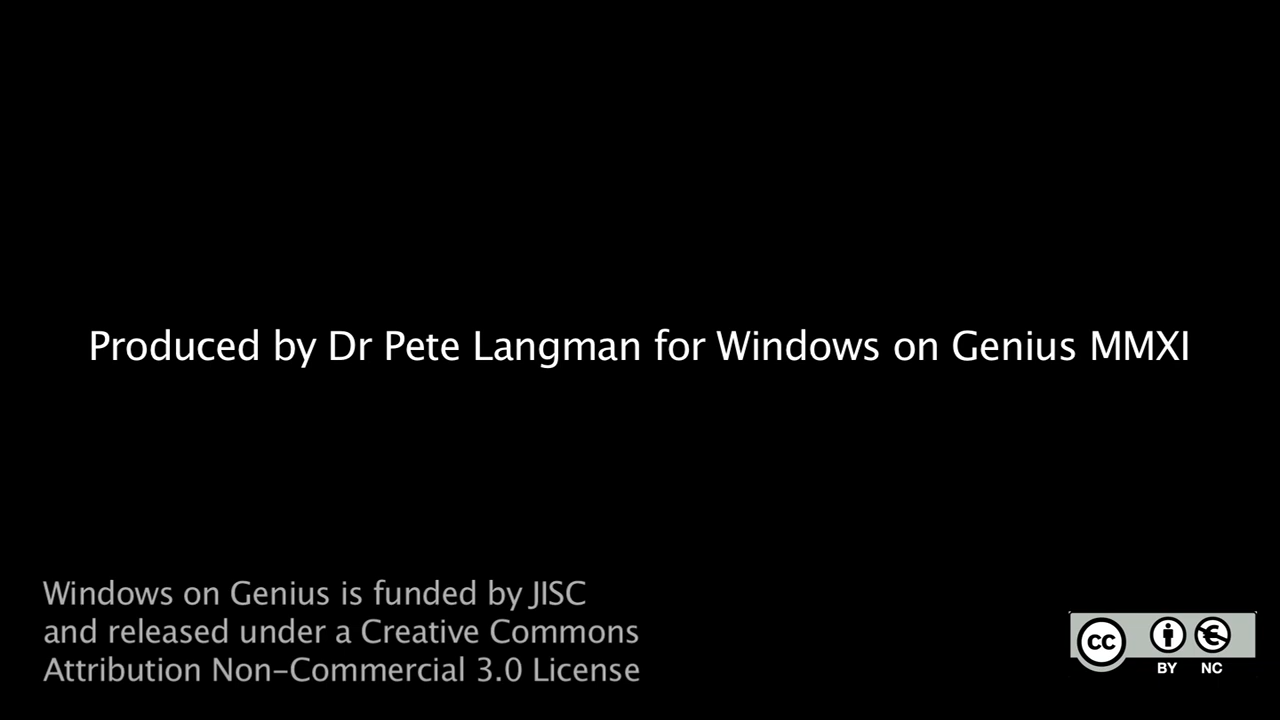 Produced by Dr Pete Langman for Windows on Genius MMXI
Windows on Genius is funded by JISC
and released under a Creative Commons
Attribution Non-Commercial 3.0 License
cc
BY NC